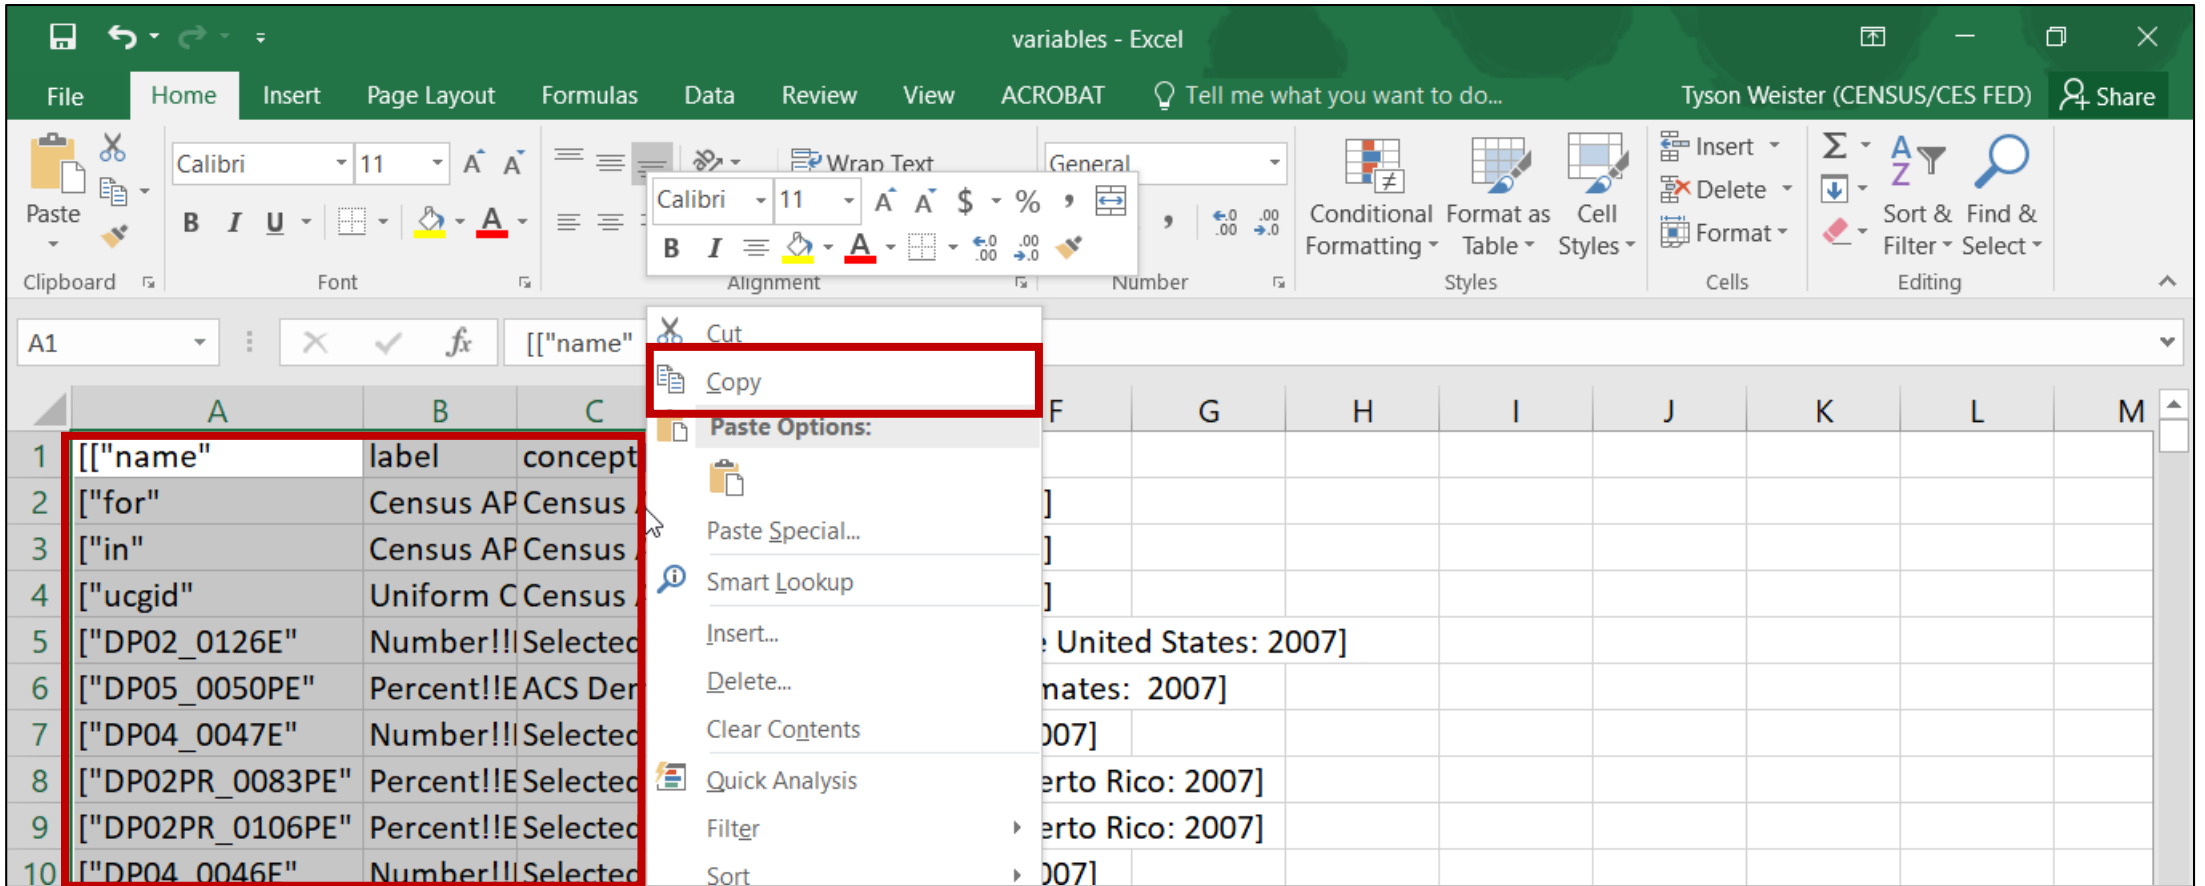 variables - Excel
File Home Insert Page Layout Formulas Data Review View ACROBAT Tell me what you want to do... Tyson Weister (CENSUS/CES FED) Share
Paste
Clipboard
Calibri 11
B I U A
Font
Wrap Text
Alignment
General
Number
Calibri 11 A A $ % ,
B I A
Conditional Formatting
Format as Table
Cell Styles
Styles
Insert
Delete
Format
Cells
Sort & Filter
Find & Select
Editing
A1 fx [["name"
Cut
Copy
Paste Options:
Paste Special...
Smart Lookup
Insert...
Delete...
Clear Contents
Quick Analysis
Filter
Sort
A B C F G H I J K L M
1 [["name" label concept
2 ["for" Census AP Census ]
3 ["in" Census AP Census ]
4 ["ucgid" Uniform C Census ]
5 ["DP02_0126E" Number!! Selected United States: 2007]
6 ["DP05_0050PE" Percent!!E ACS Der mates: 2007]
7 ["DP04_0047E" Number!! Selected 007]
8 ["DP02PR_0083PE" Percent!!E Selected erto Rico: 2007]
9 ["DP02PR_0106PE" Percent!!E Selected erto Rico: 2007]
10 ["DP04_0046E" Number!! Selected 007]